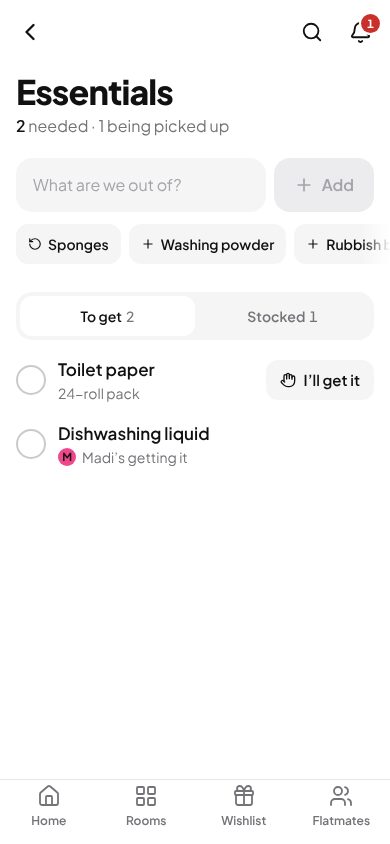 1
Essentials
2 needed · 1 being picked up
What are we out of?
Add
Sponges
Washing powder
Rubbish
To get 2
Stocked 1
Toilet paper
24-roll pack
I'll get it
Dishwashing liquid
M Madi's getting it
Home
Rooms
Wishlist
Flatmates